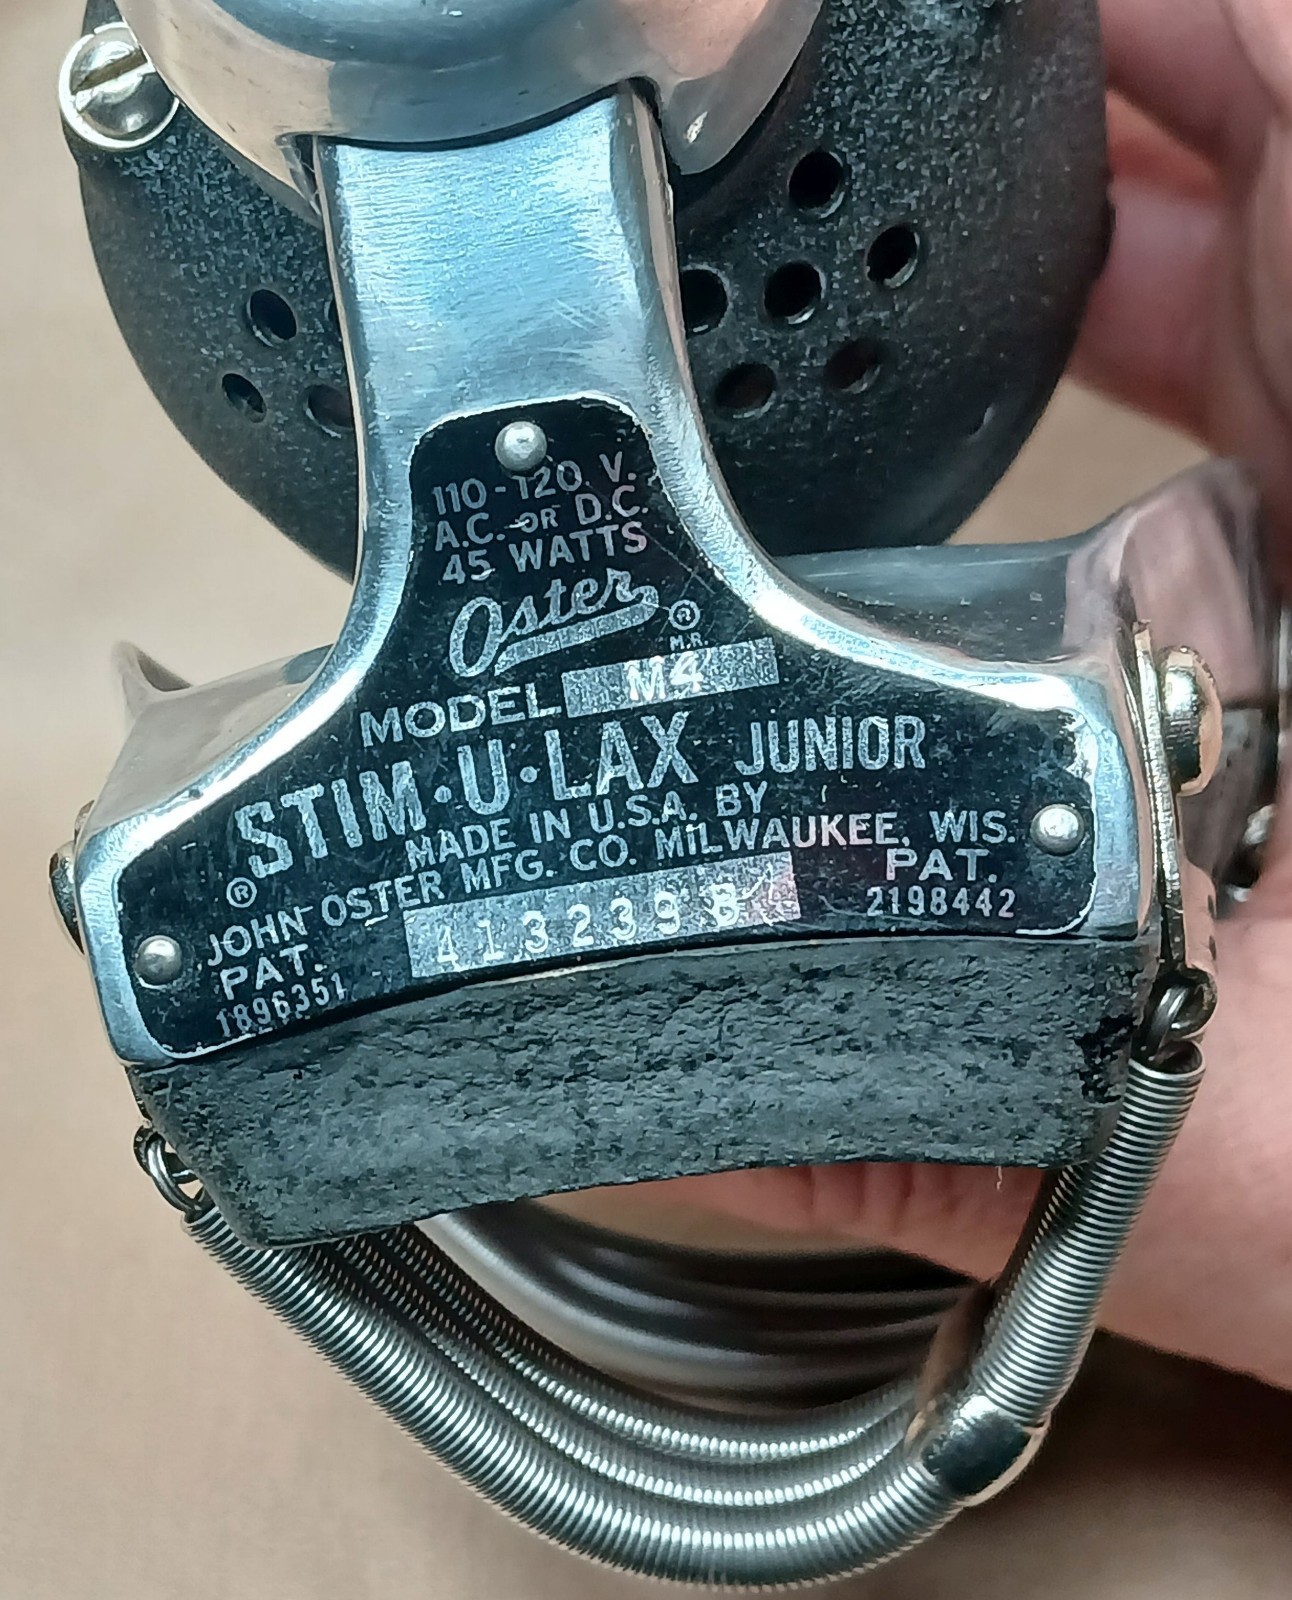 110-120 V.
A.C. OR D.C.
45 WATTS
Oster ®
M.R.
MODEL M4
® STIM·U·LAX JUNIOR
MADE IN U.S.A. BY
JOHN OSTER MFG. CO. MILWAUKEE, WIS.
PAT.
1896351
PAT.
2198442